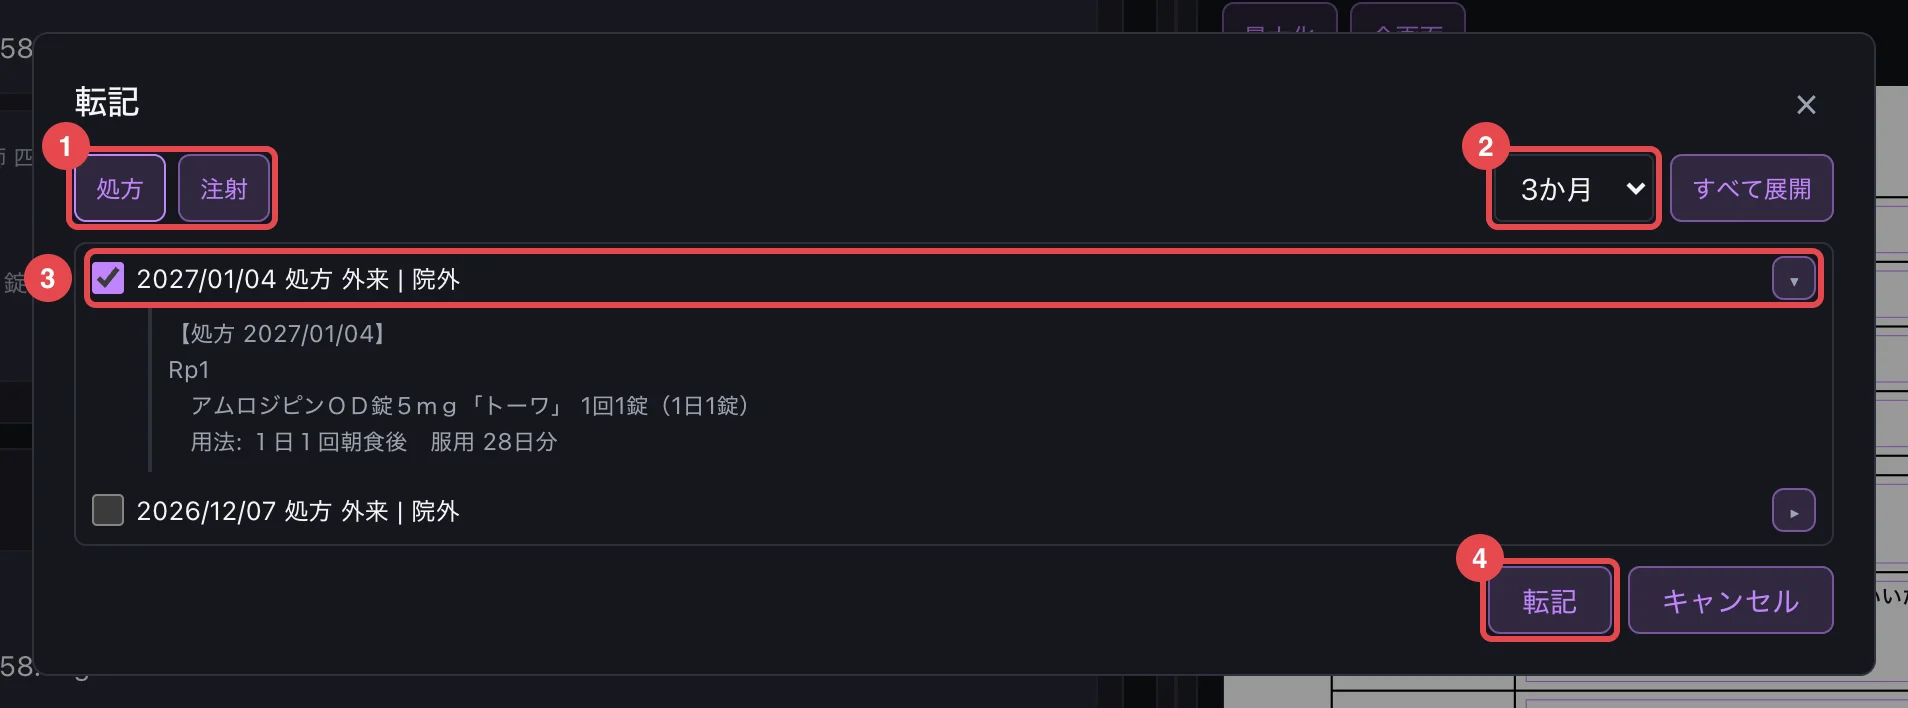 58
転記
×
1
2
処方
注射
3か月
すべて展開
3
錠
2027/01/04 処方 外来 | 院外
【処方 2027/01/04】
Rp1
アムロジピンＯＤ錠５ｍｇ「トーワ」 1回1錠（1日1錠）
用法: １日１回朝食後　服用 28日分
2026/12/07 処方 外来 | 院外
4
転記
キャンセル
58.